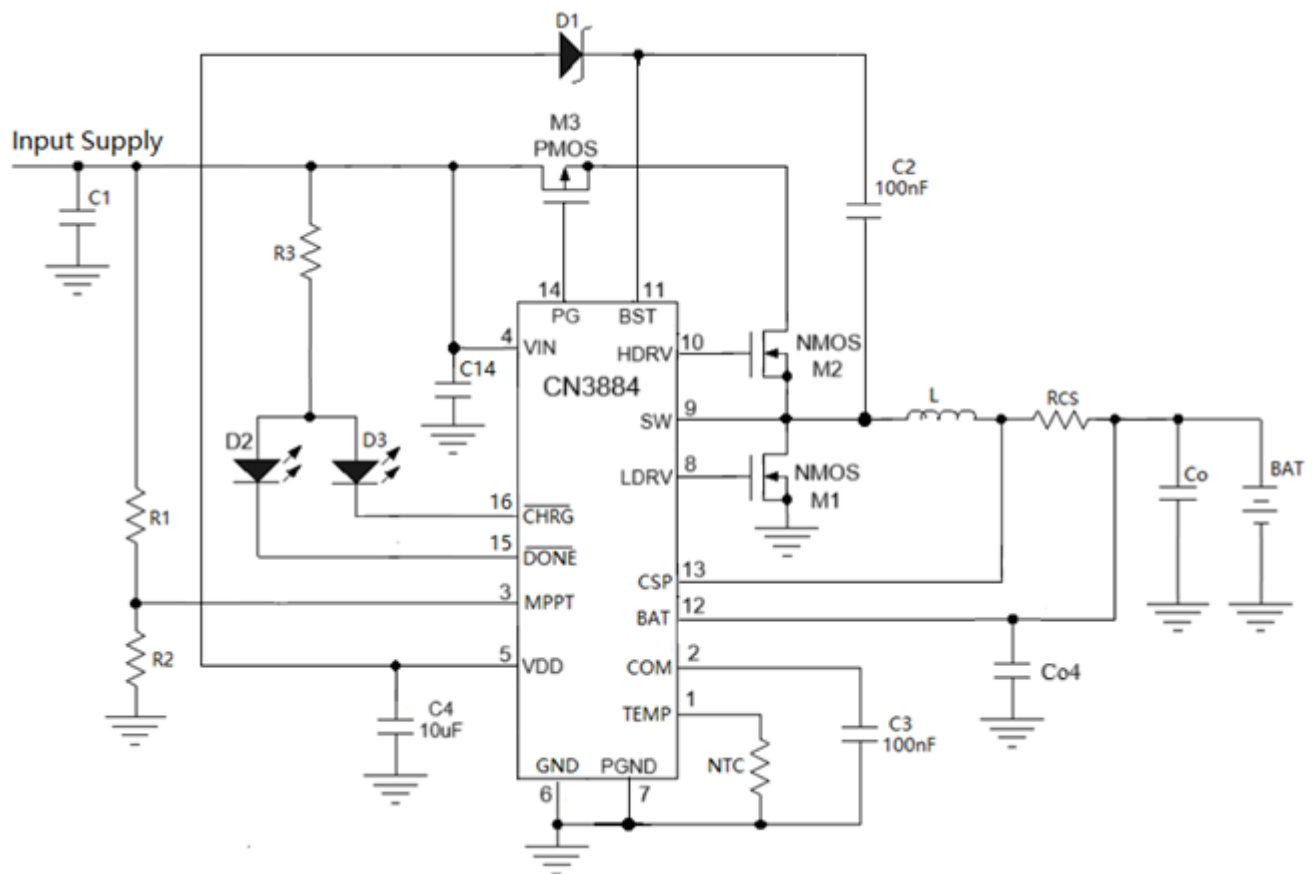 D1
Input Supply
M3
PMOS
C1
C2
100nF
R3
14
11
PG
BST
4
VIN
10
HDRV
NMOS
M2
C14
CN3884
L
RCS
9
SW
D2
D3
8
LDRV
NMOS
M1
Co
BAT
16
CHRG
R1
15
DONE
13
CSP
3
MPPT
12
BAT
R2
5
VDD
2
COM
Co4
1
TEMP
C4
10uF
C3
100nF
NTC
GND
PGND
6
7